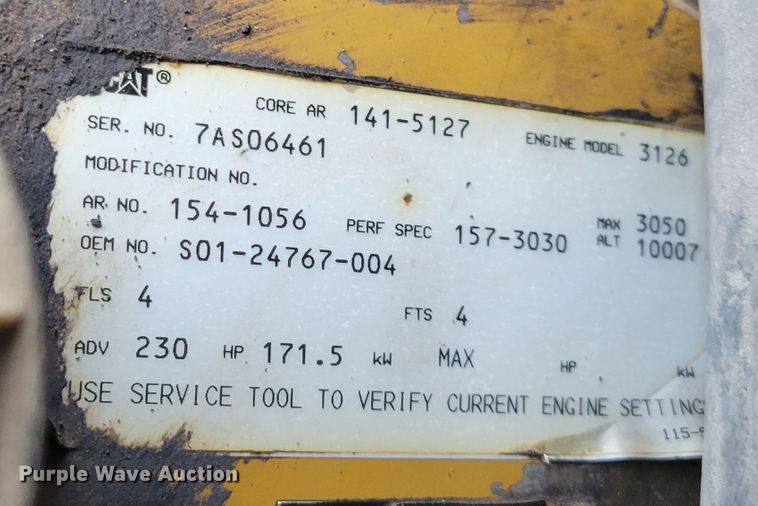 CAT®
CORE AR 141-5127 ENGINE MODEL 3126
SER. NO. 7AS06461
MODIFICATION NO.
AR NO. 154-1056 PERF SPEC 157-3030 MAX 3050
ALT 10007
OEM NO. S01-24767-004
FLS 4 FTS 4
ADV 230 HP 171.5 kW MAX HP . kW
USE SERVICE TOOL TO VERIFY CURRENT ENGINE
Purple Wave Auction